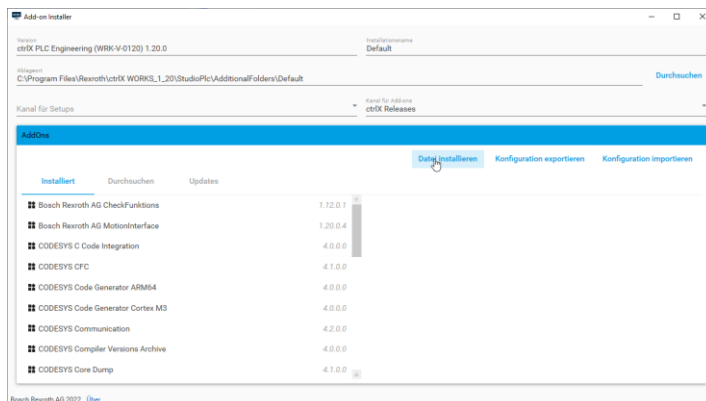 Add-on Installer
Version
ctrlX PLC Engineering (WRK-V-0120) 1.20.0
Installationsname
Default
Ablageort
C:\Program Files\Rexroth\ctrlX WORKS_1_20\StudioPlc\AdditionalFolders\Default
Durchsuchen
Kanal für Setups
Kanal für Add-ons
ctrlX Releases
AddOns
Datei installieren Konfiguration exportieren Konfiguration importieren
Installiert Durchsuchen Updates
Bosch Rexroth AG CheckFunktions 1.12.0.1
Bosch Rexroth AG MotionInterface 1.20.0.4
CODESYS C Code Integration 4.0.0.0
CODESYS CFC 4.1.0.0
CODESYS Code Generator ARM64 4.0.0.0
CODESYS Code Generator Cortex M3 4.0.0.0
CODESYS Communication 4.2.0.0
CODESYS Compiler Versions Archive 4.0.0.0
CODESYS Core Dump 4.1.0.0
Bosch Rexroth AG 2022 Über